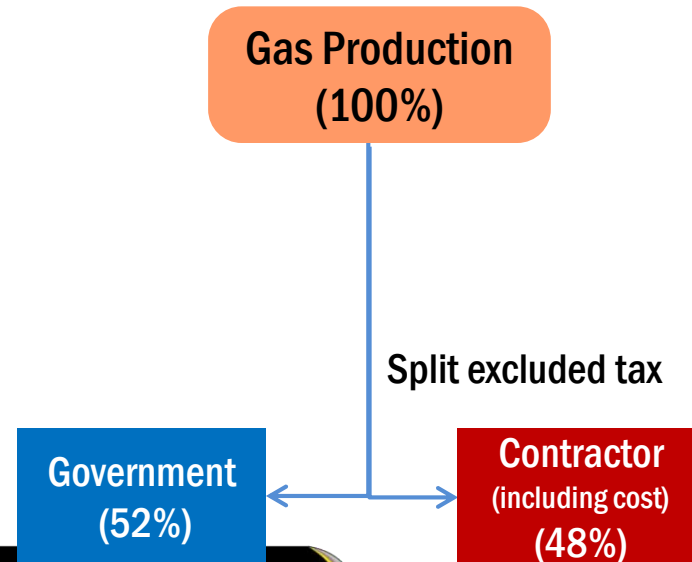 Gas Production
(100%)
Split excluded tax
Government
(52%)
Contractor
(including cost)
(48%)